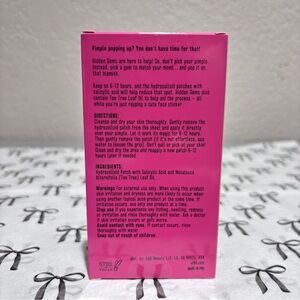 Pimple popping up? You don't have time for that!
Hidden Gems are here to help! So, don't pick your pimple.
Instead, pick a gem to match your mood ... and pop it on
that blemish.
Keep on 6-12 hours, and the hydrocolloid patches with
salicylic acid will help reduce that spot. Hidden Gems also
contain Tea Tree Leaf Oil to help aid the process - all
while you're just rocking a cute face sticker.
DIRECTIONS:
Cleanse and dry your skin thoroughly. Gently remove the
hydrocolloid patch from the sheet and apply it directly
over your pimple. Let it work its magic for 6-12 hours,
then gently remove the patch (if it's not effortless use
water to loosen the grip). Don't pull or pick at your skin!
Clean and dry the area and reapply a new patch 6-12
hours later if needed.
INGREDIENTS:
Hydrocolloid Patch with Salicylic Acid and Melaleuca
Alternifolia (Tea Tree) Leaf Oil.
Warnings For external use only. When using this product
skin irritation and dryness are more likely to occur when
using another topical acne product at the same time. If
irritation occurs, use only one product at a time.
Stop use if you experience any itching, swelling, redness
or irritation and rinse thoroughly with water. Ask a doctor
if skin irritation occurs or gets worse.
Avoid contact with eyes. If contact occurs, rinse
thoroughly with water.
Keep out of reach of children.
VEGAN